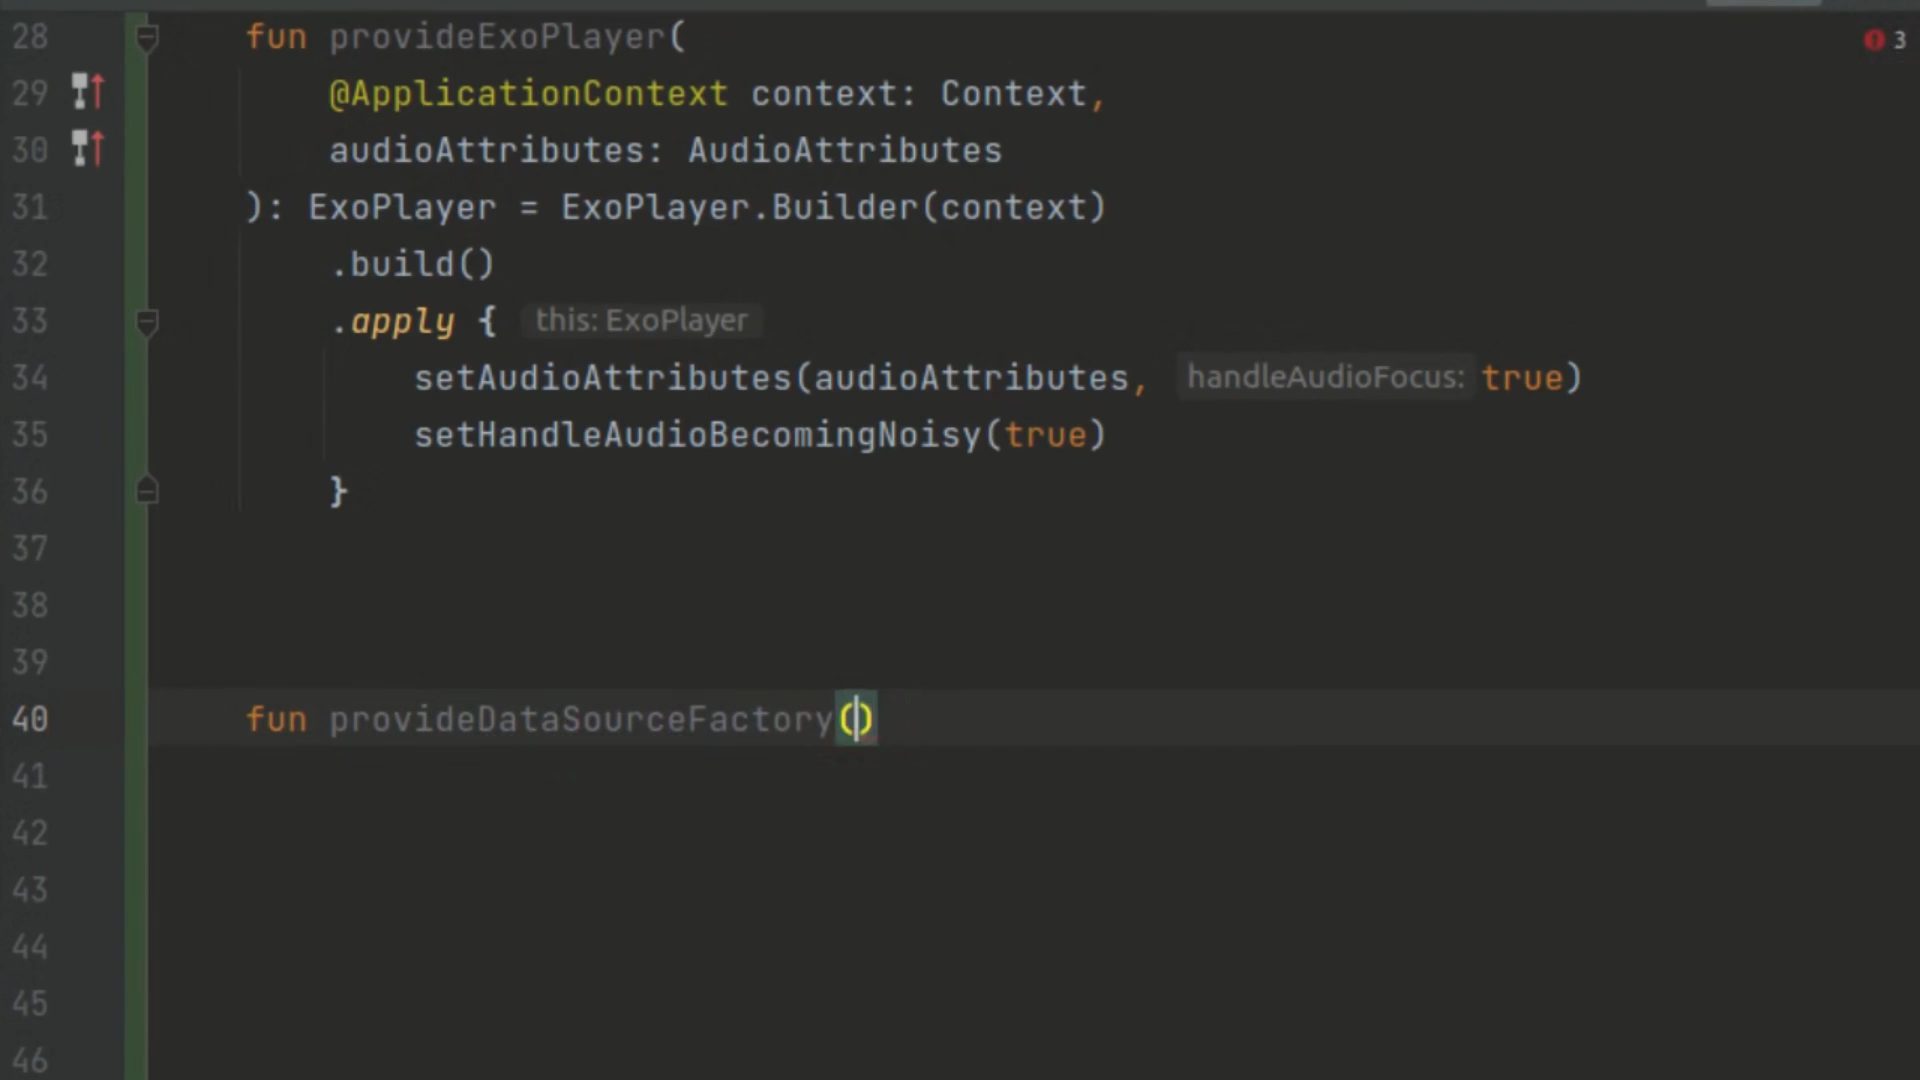 28 fun provideExoPlayer( 3
29 @ApplicationContext context: Context,
30 audioAttributes: AudioAttributes
31 ): ExoPlayer = ExoPlayer.Builder(context)
32 .build()
33 .apply { this: ExoPlayer
34 setAudioAttributes(audioAttributes, handleAudioFocus: true)
35 setHandleAudioBecomingNoisy(true)
36 }
37
38
39
40 fun provideDataSourceFactory()
41
42
43
44
45
46